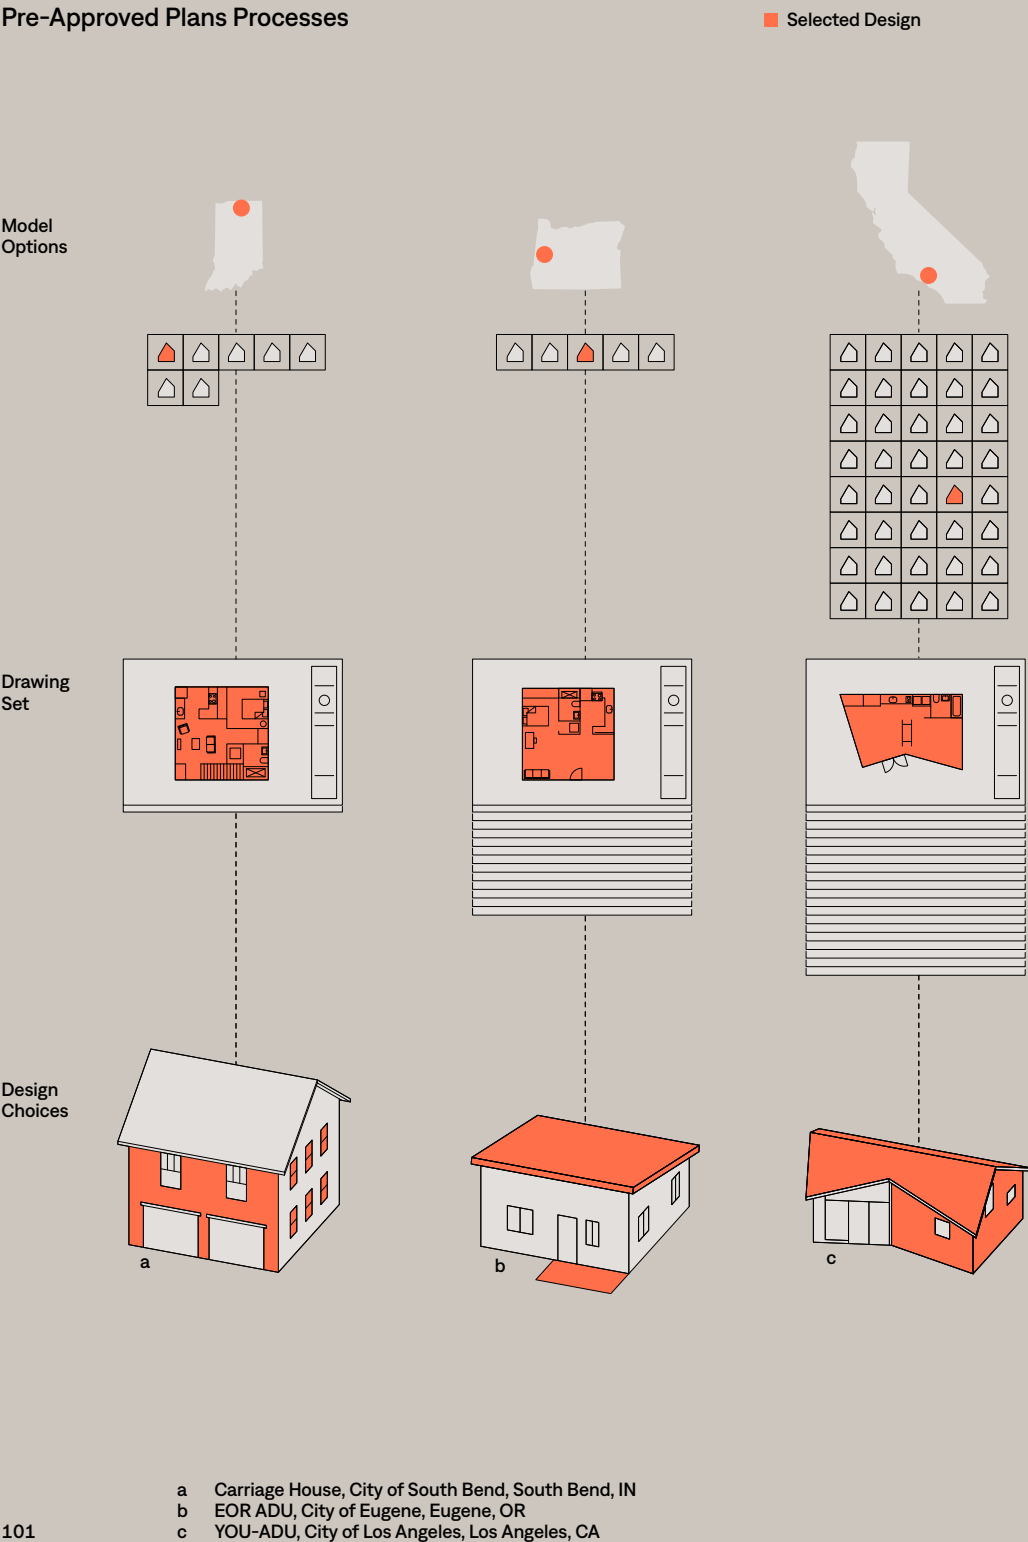 Pre-Approved Plans Processes
Selected Design
Model
Options
Drawing
Set
Design
Choices
a
b
c
a Carriage House, City of South Bend, South Bend, IN
b EOR ADU, City of Eugene, Eugene, OR
c YOU-ADU, City of Los Angeles, Los Angeles, CA
101